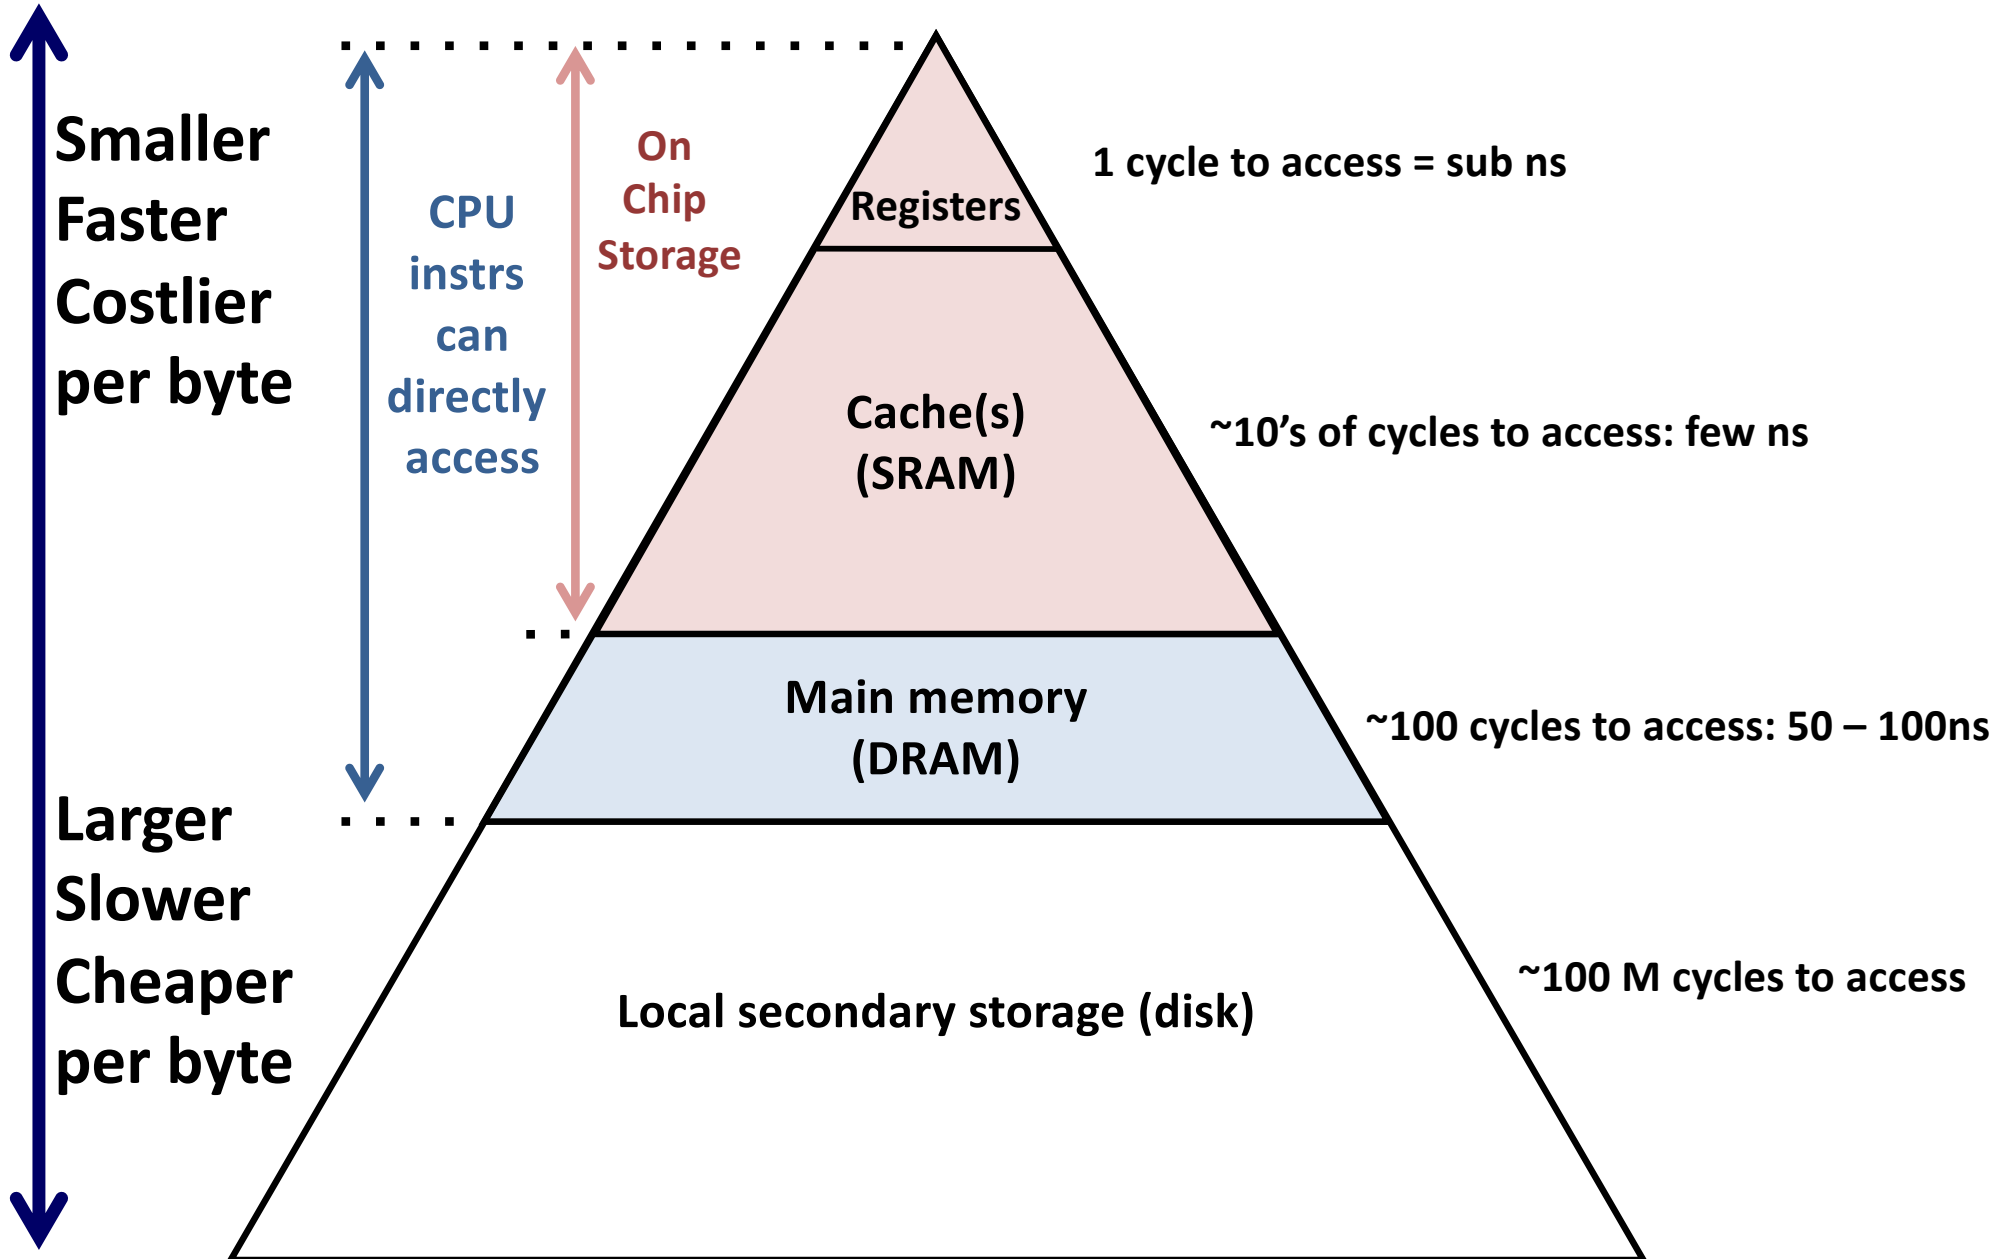 Smaller
Faster
Costlier
per byte
Larger
Slower
Cheaper
per byte
CPU
instrs
can
directly
access
On
Chip
Storage
Registers
1 cycle to access = sub ns
Cache(s)
(SRAM)
~10’s of cycles to access: few ns
Main memory
(DRAM)
~100 cycles to access: 50 – 100ns
Local secondary storage (disk)
~100 M cycles to access